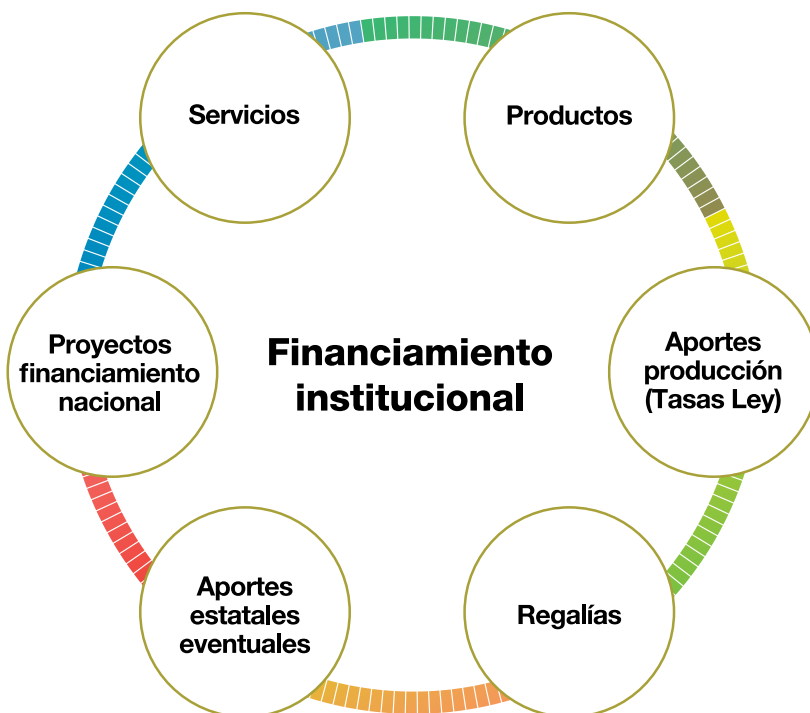 Servicios
Productos
Proyectos
financiamiento
nacional
Financiamiento
institucional
Aportes
producción
(Tasas Ley)
Aportes
estatales
eventuales
Regalías